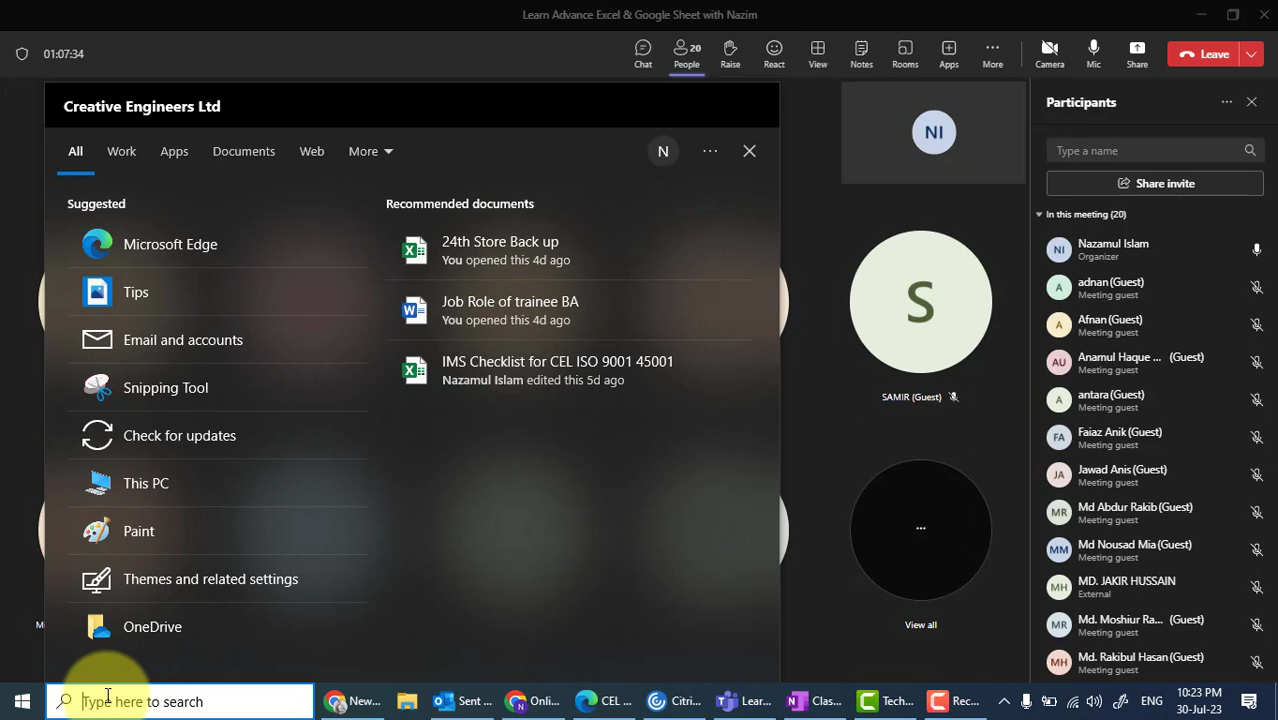 Learn Advance Excel & Google Sheet with Nazim
01:07:34
20
Chat
People
Raise
React
View
Notes
Rooms
Apps
More
Camera
Mic
Share
Leave
Creative Engineers Ltd
All
Work
Apps
Documents
Web
More
N
Suggested
Microsoft Edge
Tips
Email and accounts
Snipping Tool
Check for updates
This PC
Paint
Themes and related settings
OneDrive
Recommended documents
24th Store Back up
You opened this 4d ago
Job Role of trainee BA
You opened this 4d ago
IMS Checklist for CEL ISO 9001 45001
Nazamul Islam edited this 5d ago
NI
S
SAMIR (Guest)
...
View all
Participants
Type a name
Share invite
In this meeting (20)
NI Nazamul Islam
Organizer
A adnan (Guest)
Meeting guest
A Afnan (Guest)
Meeting guest
AU Anamul Haque ... (Guest)
Meeting guest
A antara (Guest)
Meeting guest
FA Faiaz Anik (Guest)
Meeting guest
JA Jawad Anis (Guest)
Meeting guest
MR Md Abdur Rakib (Guest)
Meeting guest
MM Md Nousad Mia (Guest)
Meeting guest
MH MD. JAKIR HUSSAIN
External
MR Md. Moshiur Ra... (Guest)
Meeting guest
MH Md. Rakibul Hasan (Guest)
Meeting guest
Type here to search
New...
Sent ...
Onli...
CEL ...
Citri...
Lear...
Clas...
Tech...
Rec...
ENG
10:23 PM
30-Jul-23